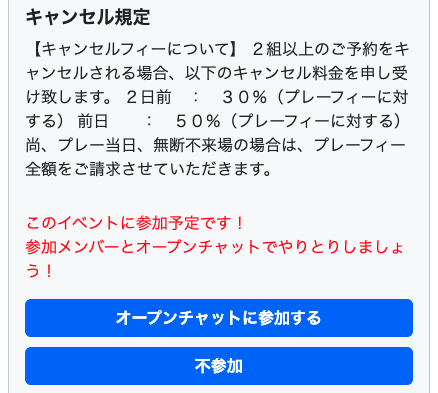 キャンセル規定
【キャンセルフィーについて】 ２組以上のご予約をキ
ャンセルされる場合、以下のキャンセル料金を申し受
け致します。 ２日前　：　３０％（プレーフィーに対
する） 前日　　：　５０％（プレーフィーに対する）
尚、プレー当日、無断不来場の場合は、プレーフィー
全額をご請求させていただきます。
このイベントに参加予定です！
参加メンバーとオープンチャットでやりとりしましょ
う！
オープンチャットに参加する
不参加